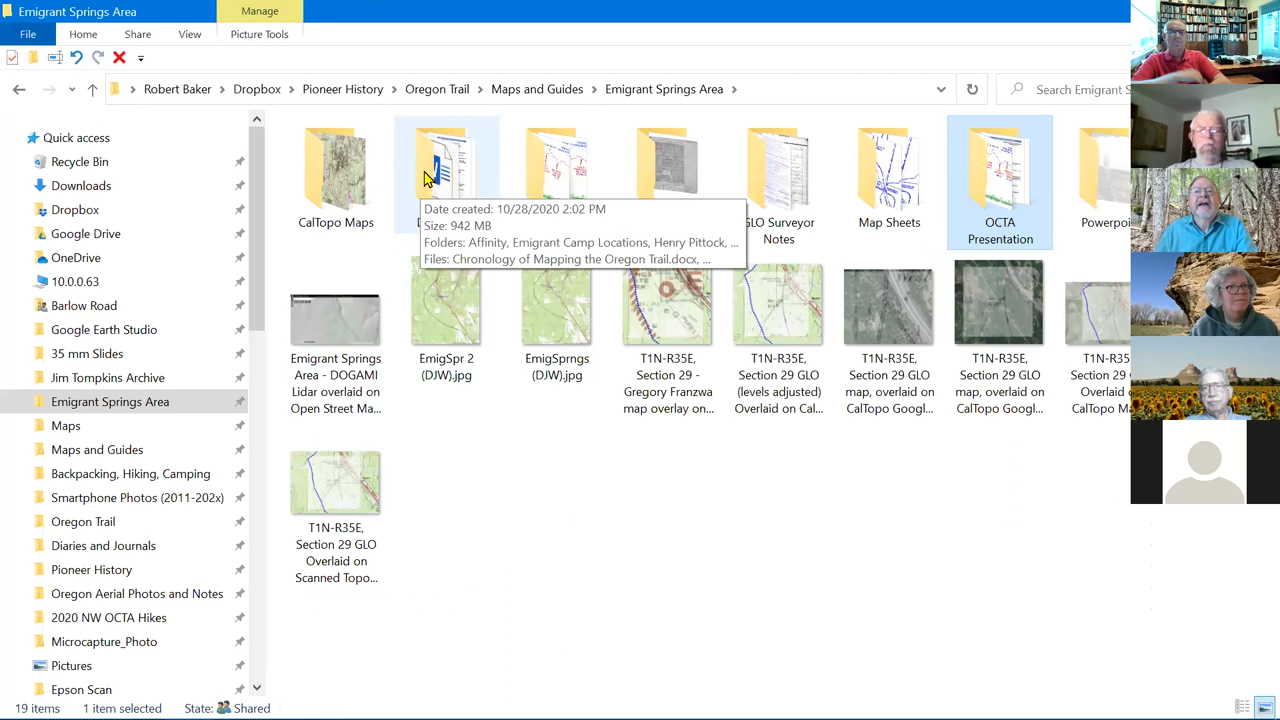 Emigrant Springs Area
Manage
File
Home
Share
View
Picture Tools
Robert Baker > Dropbox > Pioneer History > Oregon Trail > Maps and Guides > Emigrant Springs Area >
Search Emigrant S
Quick access
Recycle Bin
Downloads
Dropbox
Google Drive
OneDrive
10.0.0.63
Barlow Road
Google Earth Studio
35 mm Slides
Jim Tompkins Archive
Emigrant Springs Area
Maps
Maps and Guides
Backpacking, Hiking, Camping
Smartphone Photos (2011-202x)
Oregon Trail
Diaries and Journals
Pioneer History
Oregon Aerial Photos and Notes
2020 NW OCTA Hikes
Microcapture_Photo
Pictures
Epson Scan
CalTopo Maps
GLO Surveyor
Notes
Map Sheets
OCTA
Presentation
Powerpoi
Date created: 10/28/2020 2:02 PM
Size: 942 MB
Folders: Affinity, Emigrant Camp Locations, Henry Pittock, ...
Files: Chronology of Mapping the Oregon Trail.docx, ...
Emigrant Springs
Area - DOGAMI
Lidar overlaid on
Open Street Ma...
EmigSpr 2
(DJW).jpg
EmigSprngs
(DJW).jpg
T1N-R35E,
Section 29 -
Gregory Franzwa
map overlay on...
T1N-R35E,
Section 29 GLO
(levels adjusted)
Overlaid on Cal...
T1N-R35E,
Section 29 GLO
map, overlaid on
CalTopo Googl...
T1N-R35E,
Section 29 GLO
map, overlaid on
CalTopo Googl...
T1N-R35
Section 29 G
Overlaid o
CalTopo Ma
T1N-R35E,
Section 29 GLO
Overlaid on
Scanned Topo...
19 items
1 item selected
State:
Shared